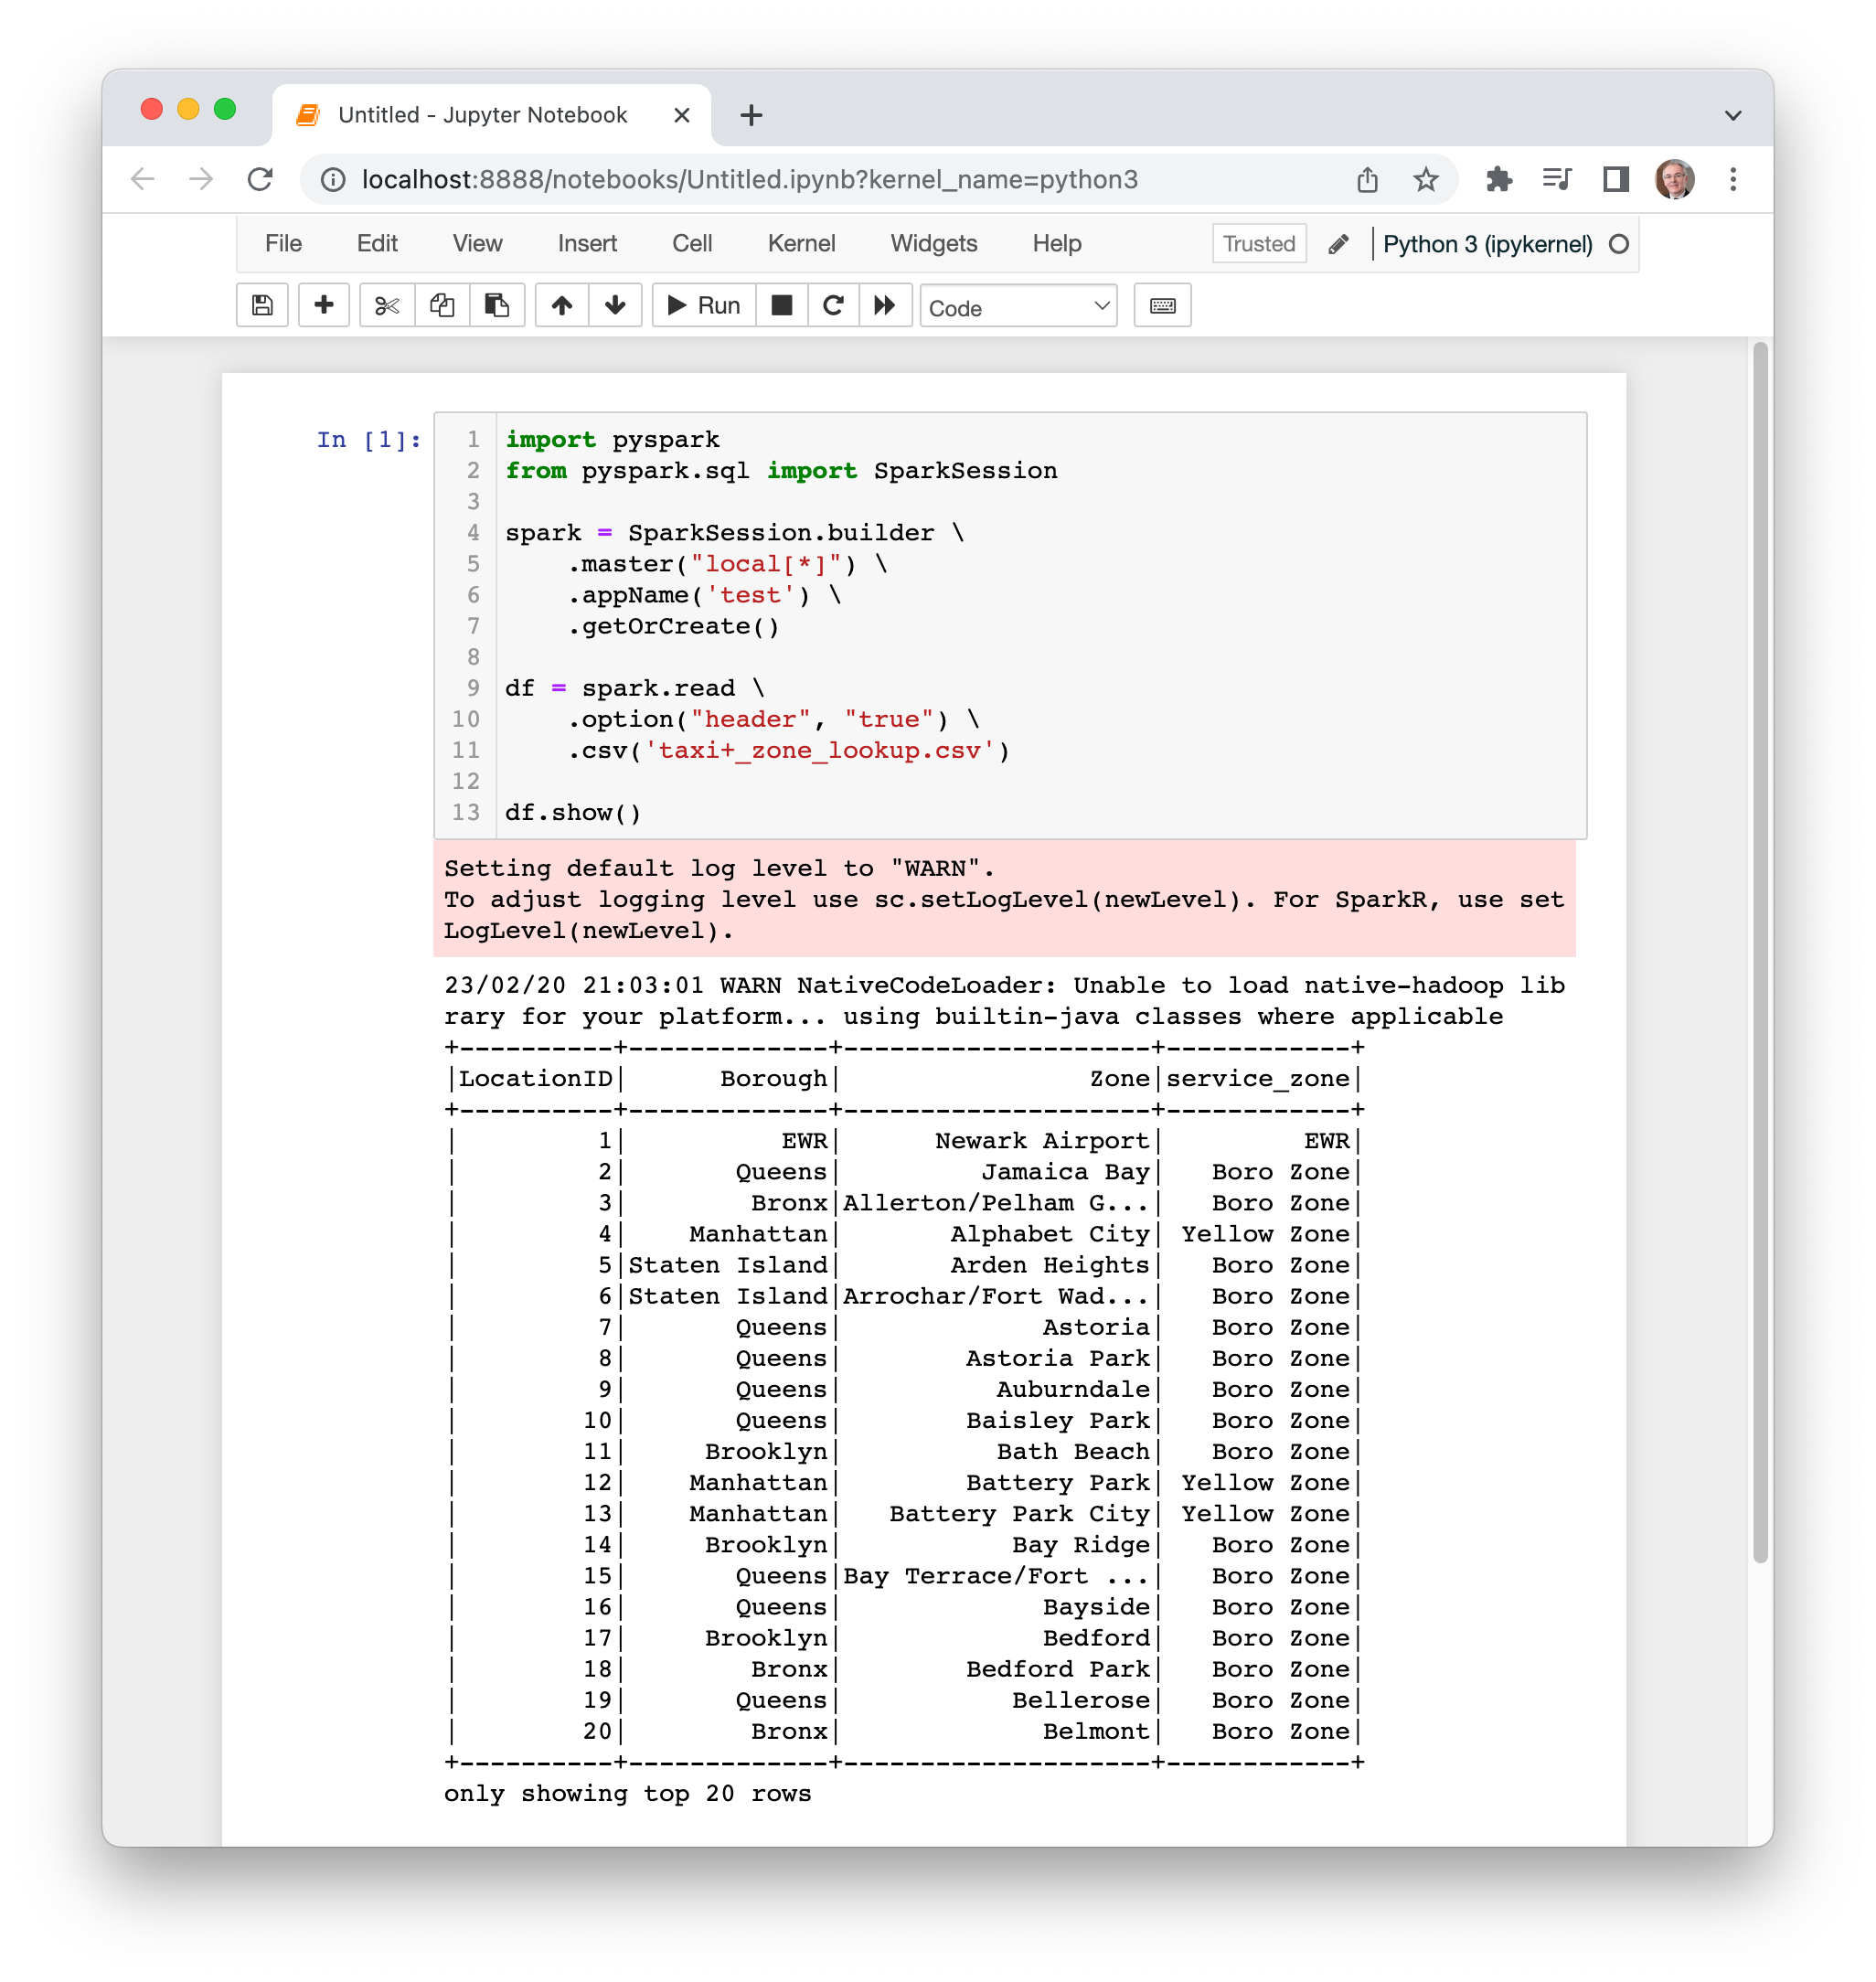 Untitled - Jupyter Notebook
localhost:8888/notebooks/Untitled.ipynb?kernel_name=python3
File Edit View Insert Cell Kernel Widgets Help Trusted Python 3 (ipykernel)
Run Code
In [1]:
1 import pyspark
2 from pyspark.sql import SparkSession
3
4 spark = SparkSession.builder \
5     .master("local[*]") \
6     .appName('test') \
7     .getOrCreate()
8
9 df = spark.read \
10     .option("header", "true") \
11     .csv('taxi+_zone_lookup.csv')
12
13 df.show()
Setting default log level to "WARN".
To adjust logging level use sc.setLogLevel(newLevel). For SparkR, use set
LogLevel(newLevel).
23/02/20 21:03:01 WARN NativeCodeLoader: Unable to load native-hadoop lib
rary for your platform... using builtin-java classes where applicable
+----------+-------------+--------------------+------------+
|LocationID|      Borough|                Zone|service_zone|
+----------+-------------+--------------------+------------+
|         1|          EWR|      Newark Airport|         EWR|
|         2|       Queens|         Jamaica Bay|   Boro Zone|
|         3|        Bronx|Allerton/Pelham G...|   Boro Zone|
|         4|    Manhattan|       Alphabet City| Yellow Zone|
|         5|Staten Island|       Arden Heights|   Boro Zone|
|         6|Staten Island|Arrochar/Fort Wad...|   Boro Zone|
|         7|       Queens|             Astoria|   Boro Zone|
|         8|       Queens|        Astoria Park|   Boro Zone|
|         9|       Queens|          Auburndale|   Boro Zone|
|        10|       Queens|        Baisley Park|   Boro Zone|
|        11|     Brooklyn|          Bath Beach|   Boro Zone|
|        12|    Manhattan|        Battery Park| Yellow Zone|
|        13|    Manhattan|   Battery Park City| Yellow Zone|
|        14|     Brooklyn|           Bay Ridge|   Boro Zone|
|        15|       Queens|Bay Terrace/Fort ...|   Boro Zone|
|        16|       Queens|             Bayside|   Boro Zone|
|        17|     Brooklyn|             Bedford|   Boro Zone|
|        18|        Bronx|        Bedford Park|   Boro Zone|
|        19|       Queens|           Bellerose|   Boro Zone|
|        20|        Bronx|             Belmont|   Boro Zone|
+----------+-------------+--------------------+------------+
only showing top 20 rows